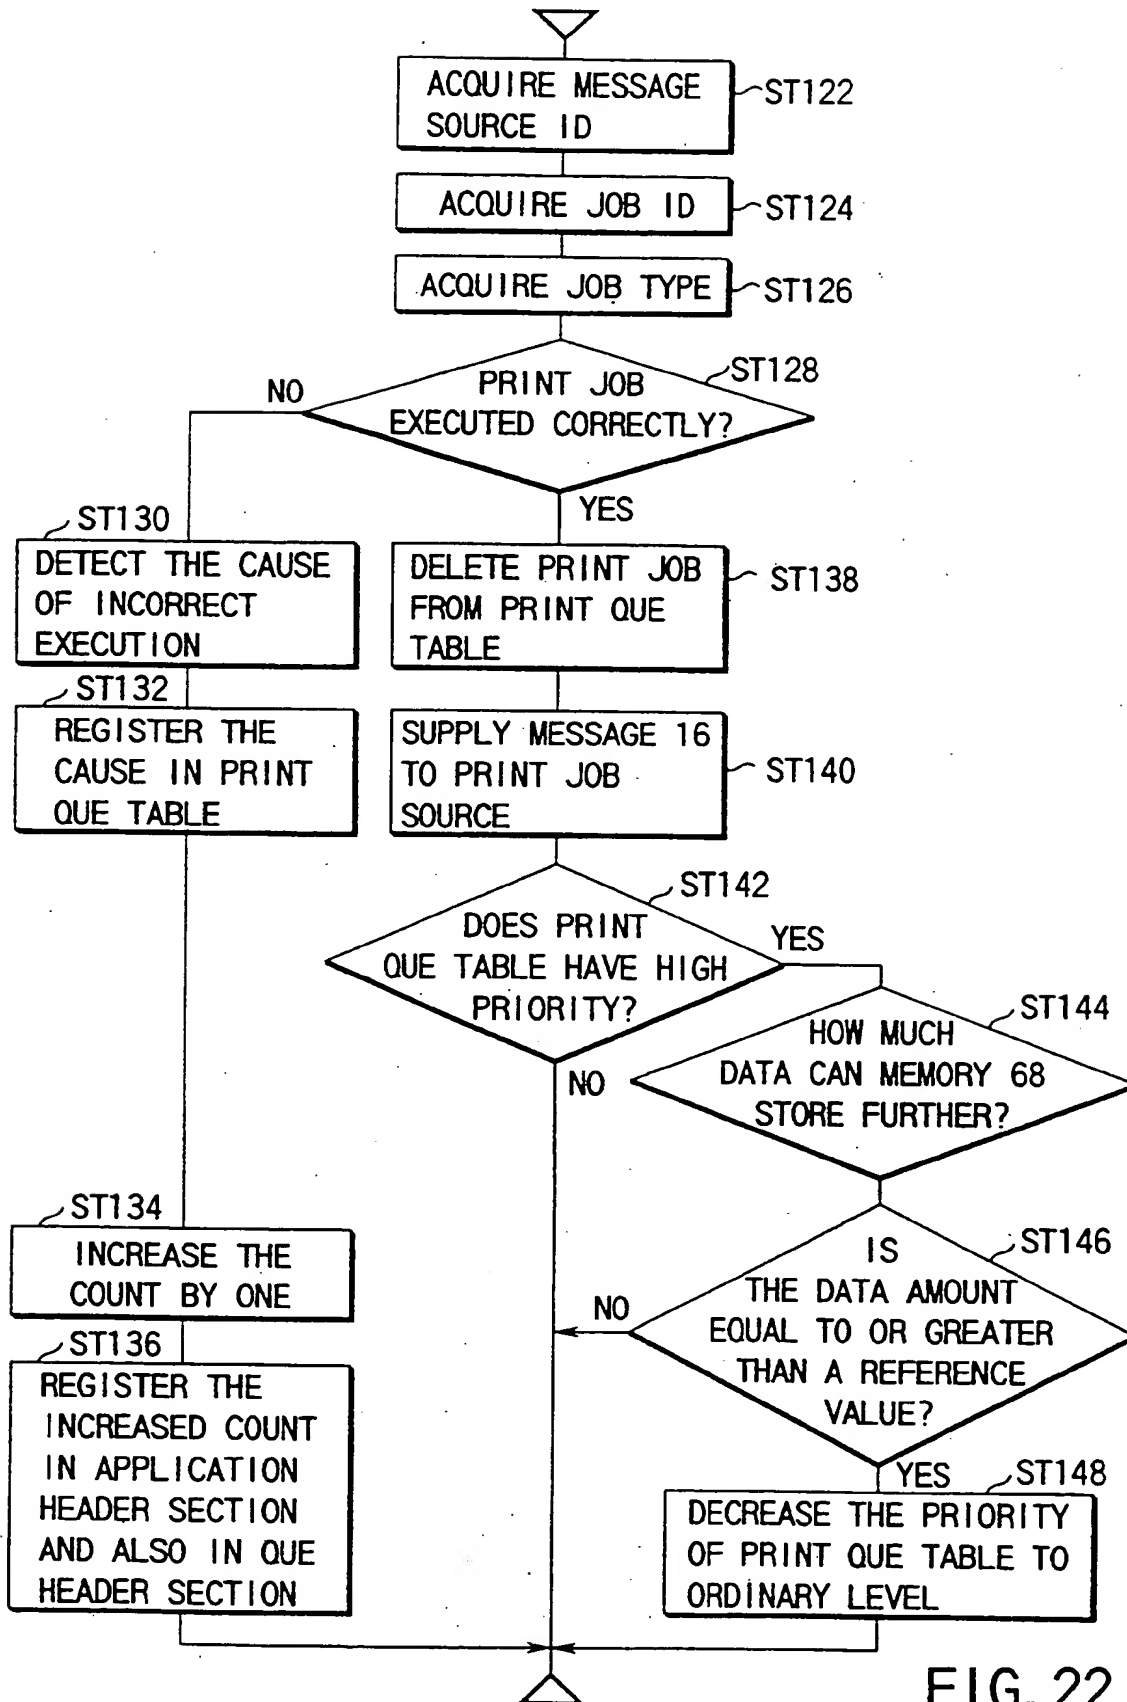 ACQUIRE MESSAGE
SOURCE ID
ST122
ACQUIRE JOB ID
ST124
ACQUIRE JOB TYPE
ST126
ST128
PRINT JOB
EXECUTED CORRECTLY?
NO
YES
ST130
DETECT THE CAUSE
OF INCORRECT
EXECUTION
ST132
REGISTER THE
CAUSE IN PRINT
QUE TABLE
ST134
INCREASE THE
COUNT BY ONE
ST136
REGISTER THE
INCREASED COUNT
IN APPLICATION
HEADER SECTION
AND ALSO IN QUE
HEADER SECTION
DELETE PRINT JOB
FROM PRINT QUE
TABLE
ST138
SUPPLY MESSAGE 16
TO PRINT JOB
SOURCE
ST140
ST142
DOES PRINT
QUE TABLE HAVE HIGH
PRIORITY?
YES
NO
ST144
HOW MUCH
DATA CAN MEMORY 68
STORE FURTHER?
ST146
IS
THE DATA AMOUNT
EQUAL TO OR GREATER
THAN A REFERENCE
VALUE?
NO
YES
ST148
DECREASE THE PRIORITY
OF PRINT QUE TABLE TO
ORDINARY LEVEL
FIG. 22